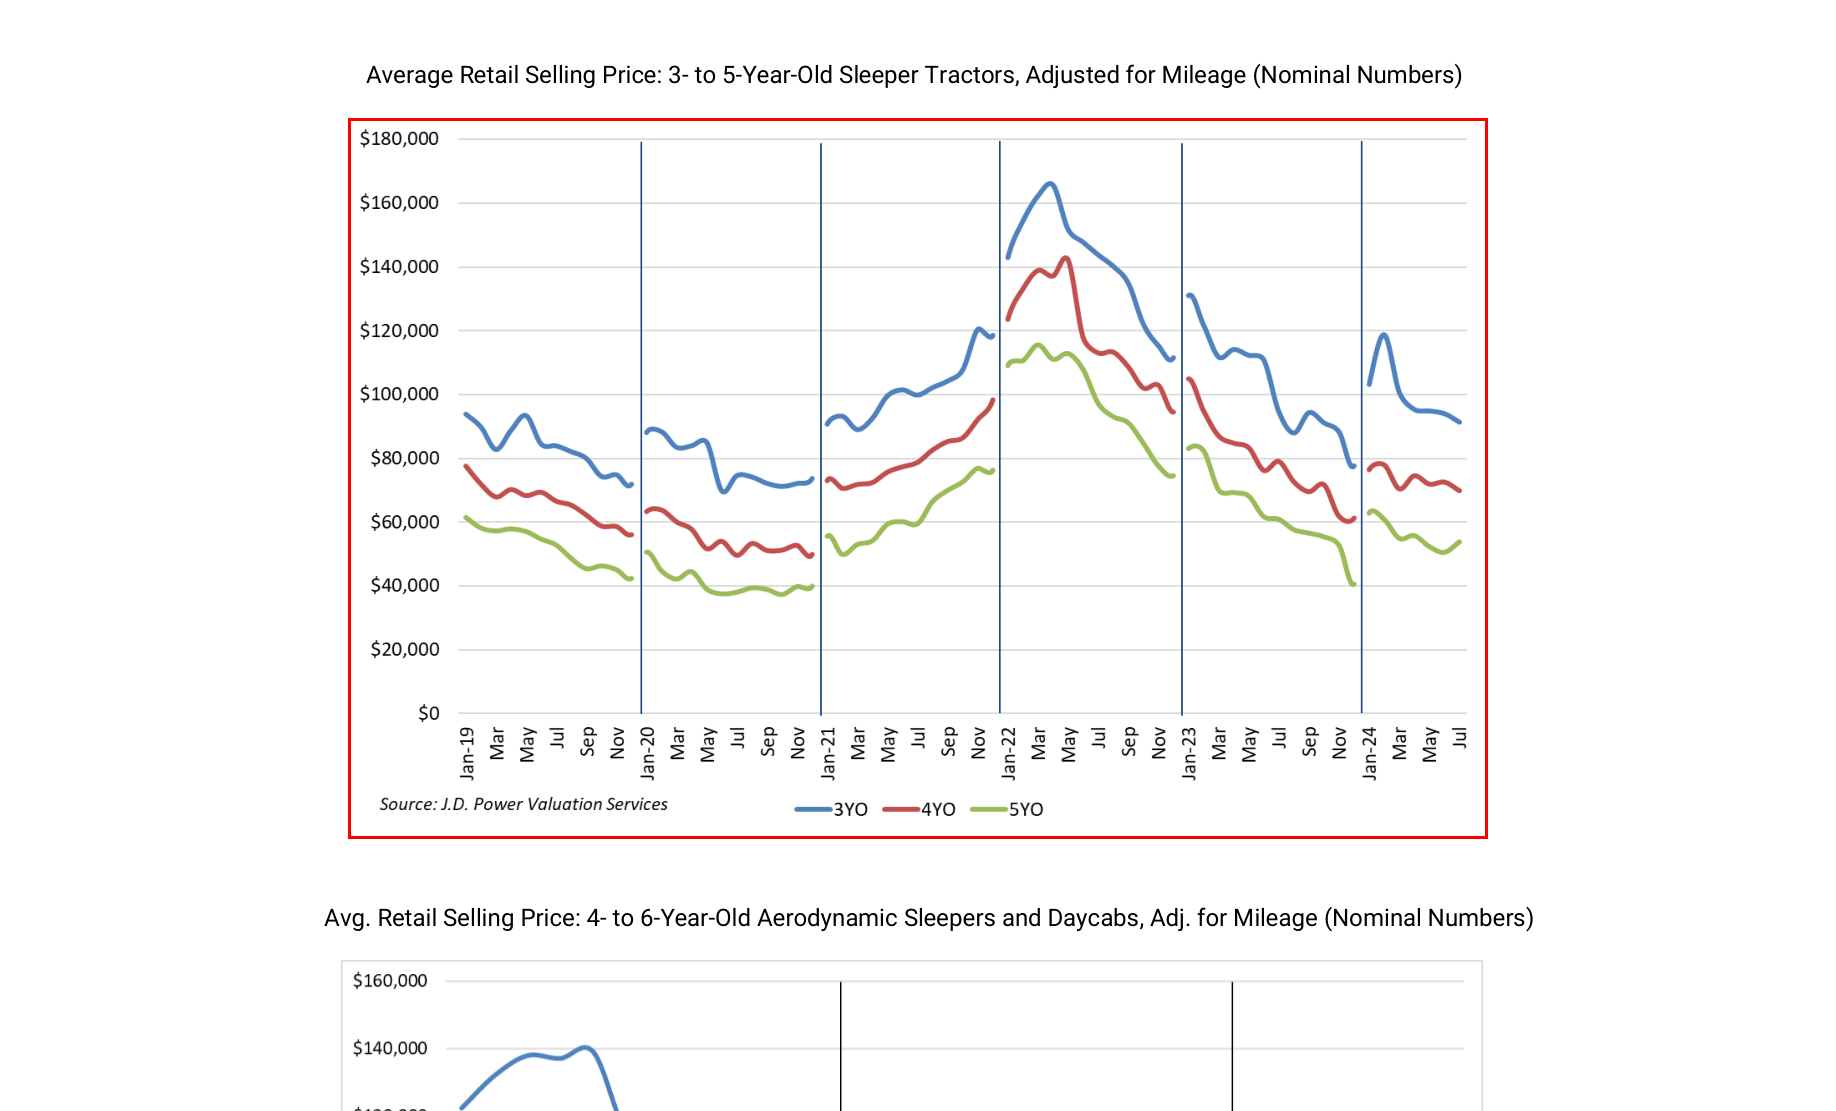 Average Retail Selling Price: 3- to 5-Year-Old Sleeper Tractors, Adjusted for Mileage (Nominal Numbers)
$180,000
$160,000
$140,000
$120,000
$100,000
$80,000
$60,000
$40,000
$20,000
$0
Jan-19 Mar May Jul Sep Nov Jan-20 Mar May Jul Sep Nov Jan-21 Mar May Jul Sep Nov Jan-22 Mar May Jul Sep Nov Jan-23 Mar May Jul Sep Nov Jan-24 Mar May Jul
Source: J.D. Power Valuation Services
3YO 4YO 5YO
Avg. Retail Selling Price: 4- to 6-Year-Old Aerodynamic Sleepers and Daycabs, Adj. for Mileage (Nominal Numbers)
$160,000
$140,000